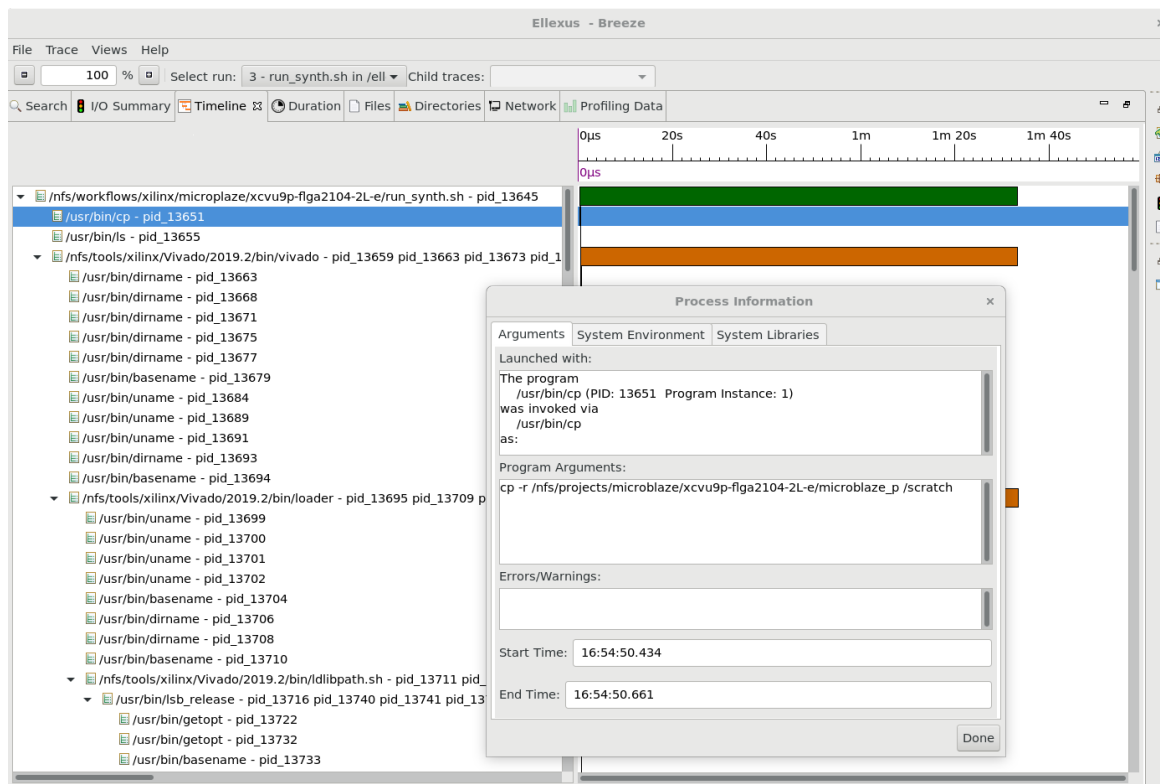 Ellexus - Breeze
File Trace Views Help
100 % Select run: 3 - run_synth.sh in /ell Child traces:
Search I/O Summary Timeline Duration Files Directories Network Profiling Data
0µs 20s 40s 1m 1m 20s 1m 40s
0µs
/nfs/workflows/xilinx/microplaze/xcvu9p-flga2104-2L-e/run_synth.sh - pid_13645
/usr/bin/cp - pid_13651
/usr/bin/ls - pid_13655
/nfs/tools/xilinx/Vivado/2019.2/bin/vivado - pid_13659 pid_13663 pid_13673 pid_1
/usr/bin/dirname - pid_13663
/usr/bin/dirname - pid_13668
/usr/bin/dirname - pid_13671
/usr/bin/dirname - pid_13675
/usr/bin/dirname - pid_13677
/usr/bin/basename - pid_13679
/usr/bin/uname - pid_13684
/usr/bin/uname - pid_13689
/usr/bin/uname - pid_13691
/usr/bin/dirname - pid_13693
/usr/bin/basename - pid_13694
/nfs/tools/xilinx/Vivado/2019.2/bin/loader - pid_13695 pid_13709 p
/usr/bin/uname - pid_13699
/usr/bin/uname - pid_13700
/usr/bin/uname - pid_13701
/usr/bin/uname - pid_13702
/usr/bin/basename - pid_13704
/usr/bin/dirname - pid_13706
/usr/bin/dirname - pid_13708
/usr/bin/basename - pid_13710
/nfs/tools/xilinx/Vivado/2019.2/bin/ldlibpath.sh - pid_13711 pid_
/usr/bin/lsb_release - pid_13716 pid_13740 pid_13741 pid_13
/usr/bin/getopt - pid_13722
/usr/bin/getopt - pid_13732
/usr/bin/basename - pid_13733
Process Information
Arguments System Environment System Libraries
Launched with:
The program
/usr/bin/cp (PID: 13651 Program Instance: 1)
was invoked via
/usr/bin/cp
as:
Program Arguments:
cp -r /nfs/projects/microblaze/xcvu9p-flga2104-2L-e/microblaze_p /scratch
Errors/Warnings:
Start Time: 16:54:50.434
End Time: 16:54:50.661
Done